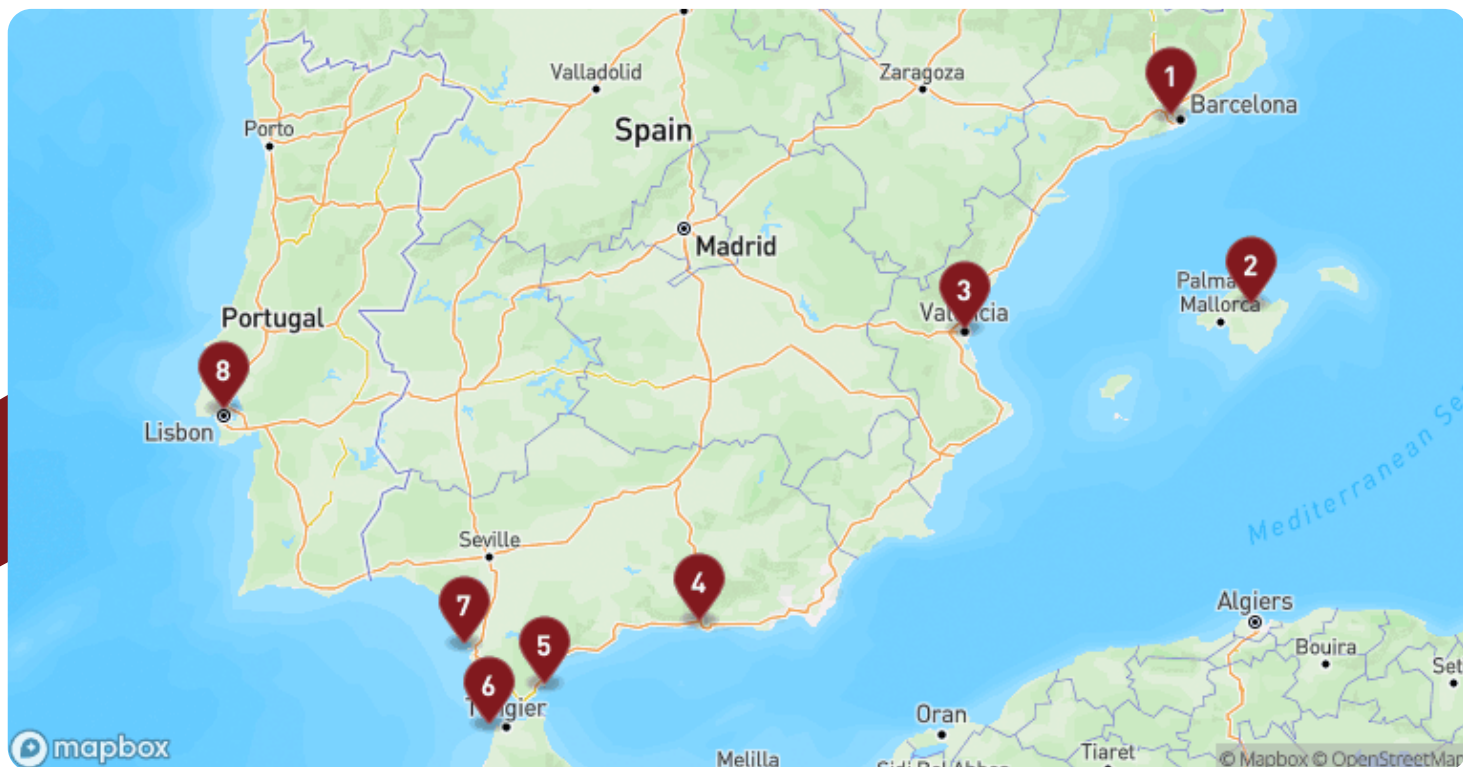 Valladolid
Zaragoza
1
Barcelona
Porto
Spain
Madrid
2
Palma
Mallorca
3
Portugal
8
Lisbon
Mediterranean Se
Seville
4
7
5
6
Algiers
Bouira
Set
Oran
Tiaret
Melilla
mapbox
© Mapbox © OpenStreetMap